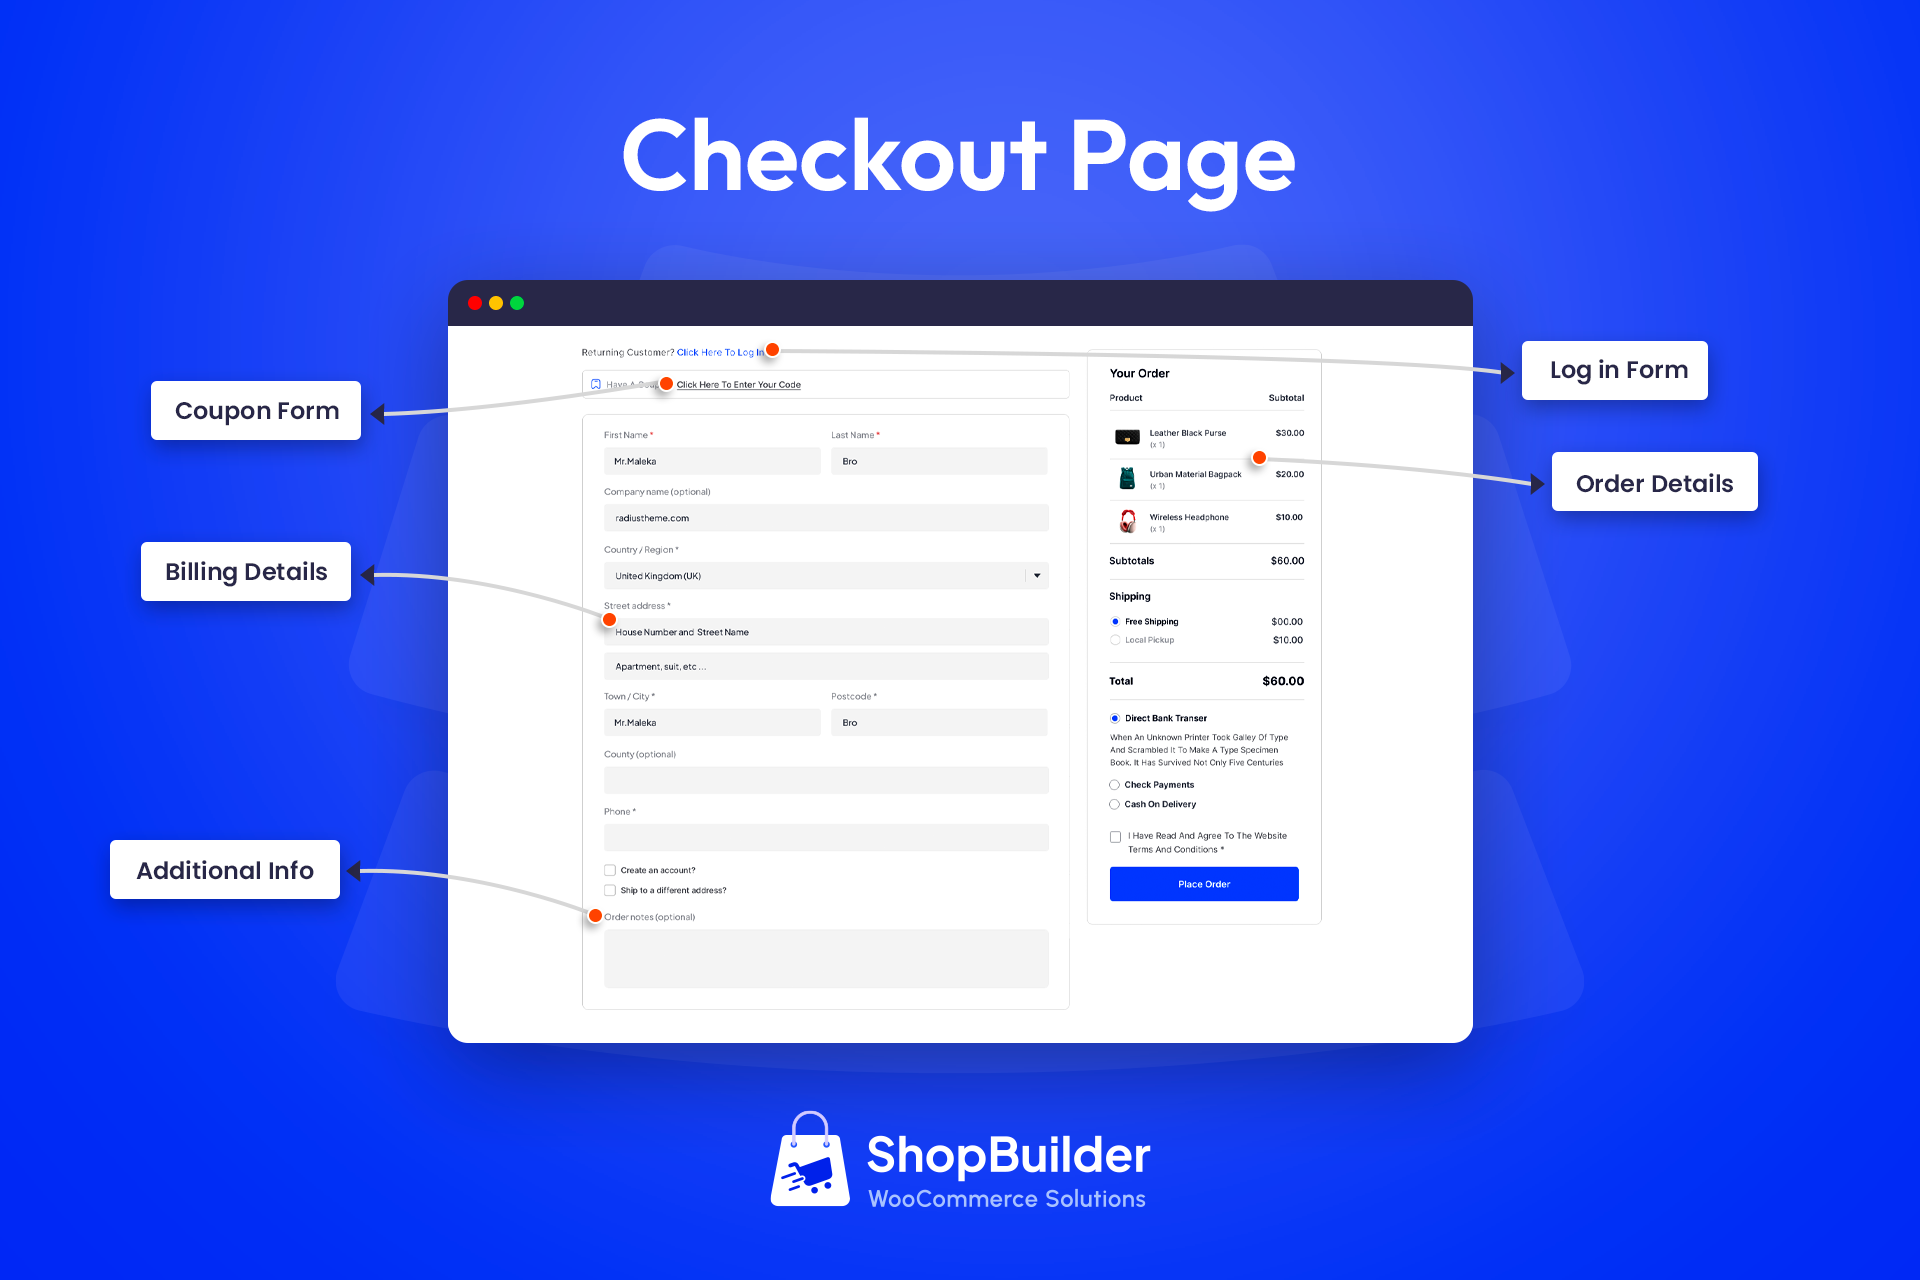 Checkout Page
Returning Customer? Click Here To Log In
Have A Click Here To Enter Your Code
Coupon Form
Log in Form
Order Details
Billing Details
Additional Info
First Name *
Last Name *
Mr.Maleka
Bro
Company name (optional)
radiustheme.com
Country / Region *
United Kingdom (UK)
Street address *
House Number and Street Name
Apartment, suit, etc ...
Town / City *
Postcode *
Mr.Maleka
Bro
County (optional)
Phone *
Create an account?
Ship to a different address?
Order notes (optional)
Your Order
Product Subtotal
Leather Black Purse $30.00
(x 1)
Urban Material Bagpack $20.00
(x 1)
Wireless Headphone $10.00
(x 1)
Subtotals $60.00
Shipping
Free Shipping $00.00
Local Pickup $10.00
Total $60.00
Direct Bank Transer
When An Unknown Printer Tock Galley Of Type
And Scrambled It To Make A Type Specimen
Book. It Has Survived Not Only Five Centuries
Check Payments
Cash On Delivery
I Have Read And Agree To The Website
Terms And Conditions *
Place Order
ShopBuilder
WooCommerce Solutions